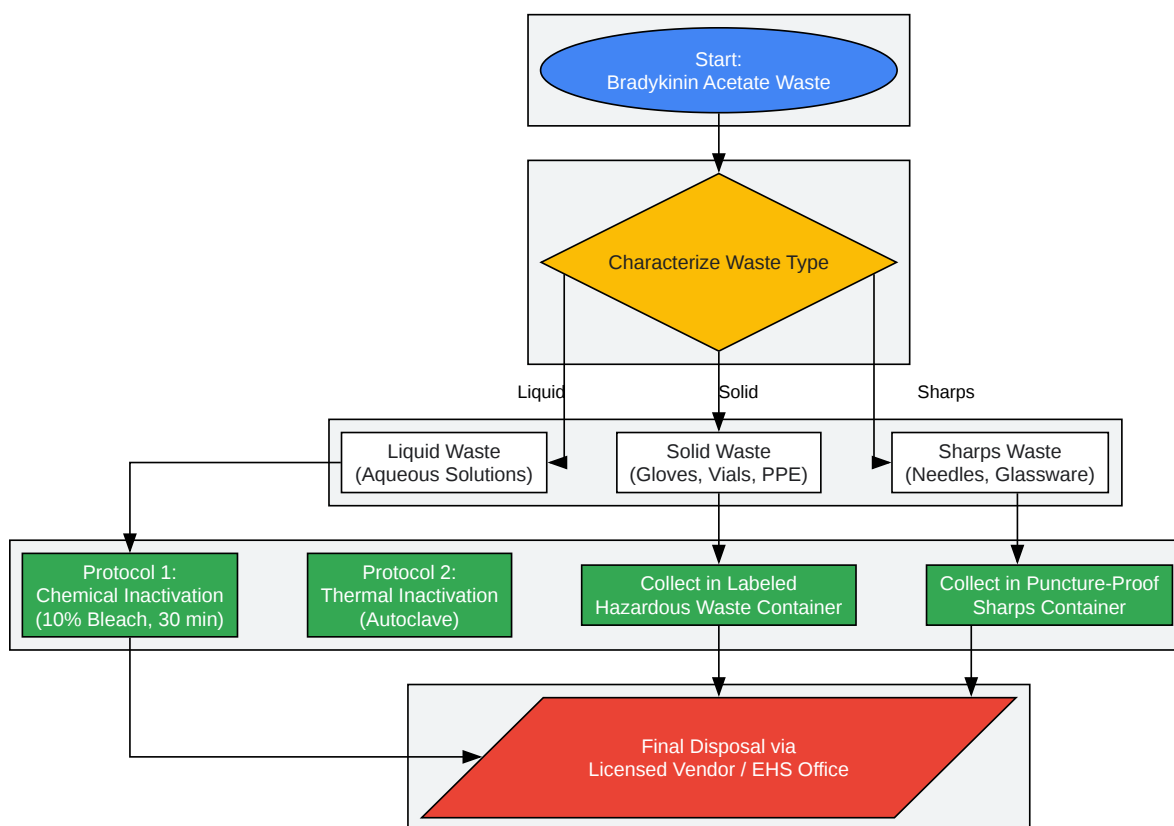 Start:
Bradykinin Acetate Waste
Characterize Waste Type
Liquid
Solid
Sharps
Liquid Waste
(Aqueous Solutions)
Solid Waste
(Gloves, Vials, PPE)
Sharps Waste
(Needles, Glassware)
Protocol 1:
Chemical Inactivation
(10% Bleach, 30 min)
Protocol 2:
Thermal Inactivation
(Autoclave)
Collect in Labeled
Hazardous Waste Container
Collect in Puncture-Proof
Sharps Container
Final Disposal via
Licensed Vendor / EHS Office